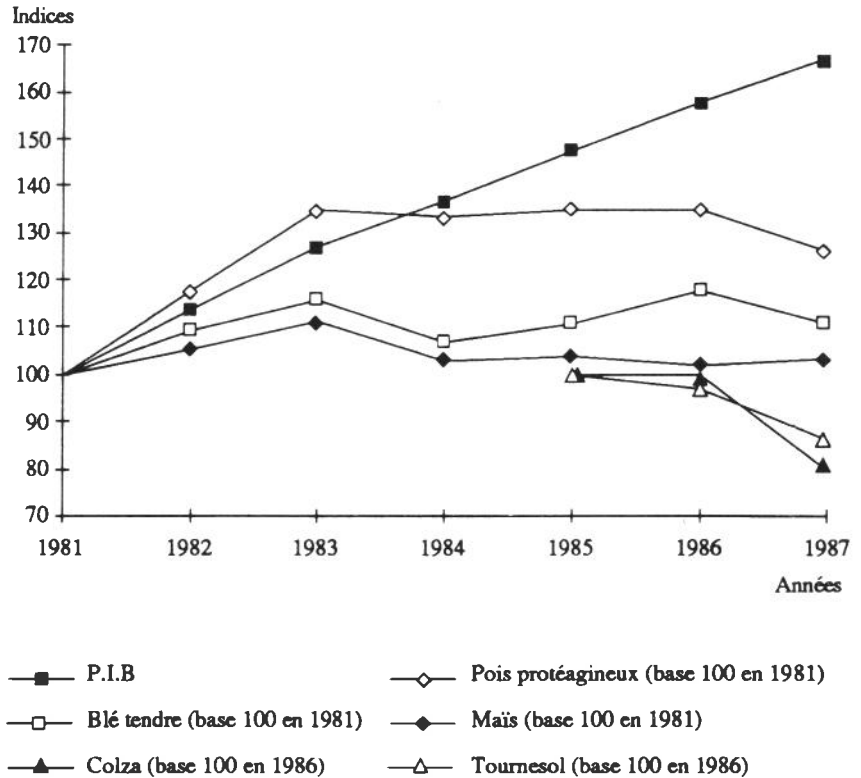 Indices
170
160
150
140
130
120
110
100
90
80
70
1981 1982 1983 1984 1985 1986 1987
Années
P.I.B Pois protéagineux (base 100 en 1981)
Blé tendre (base 100 en 1981) Maïs (base 100 en 1981)
Colza (base 100 en 1986) Tournesol (base 100 en 1986)